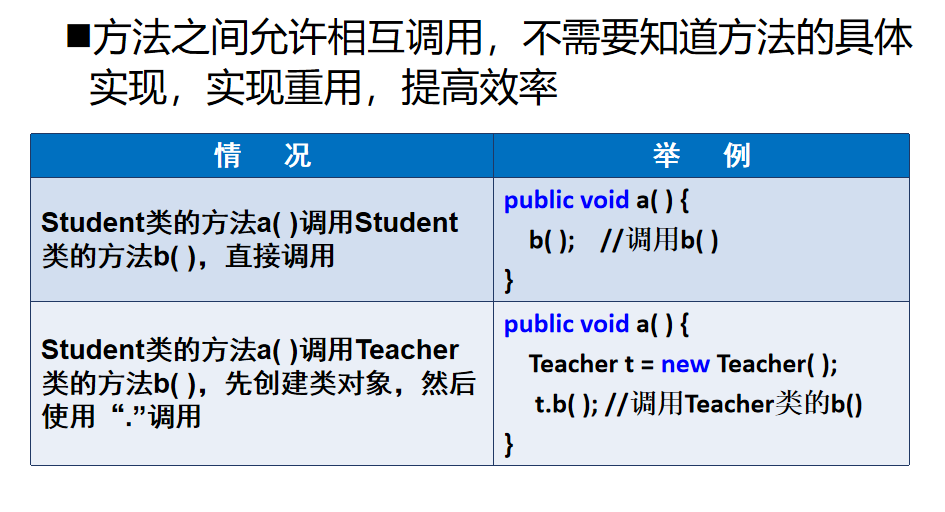 ■方法之间允许相互调用，不需要知道方法的具体
实现，实现重用，提高效率
情 况
举 例
Student类的方法a( )调用Student
类的方法b( )，直接调用
public void a( ) {
b( ); //调用b( )
}
Student类的方法a( )调用Teacher
类的方法b( )，先创建类对象，然后
使用“.”调用
public void a( ) {
Teacher t = new Teacher( );
t.b( ); //调用Teacher类的b()
}